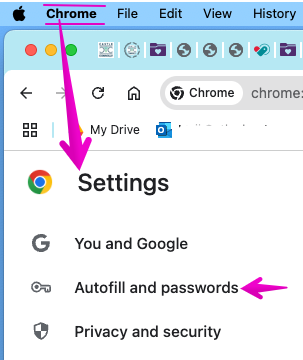 Chrome File Edit View History
Chrome chrome:
My Drive
Settings
You and Google
Autofill and passwords
Privacy and security